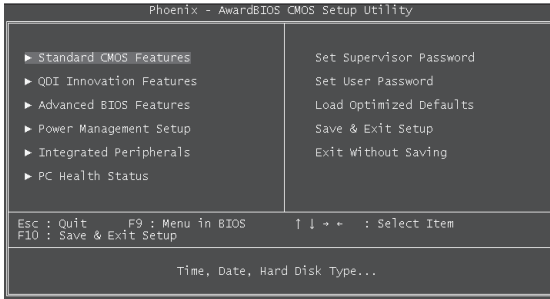 Phoenix - AwardBIOS CMOS Setup Utility
► Standard CMOS Features
► QDI Innovation Features
► Advanced BIOS Features
► Power Management Setup
► Integrated Peripherals
► PC Health Status
Set Supervisor Password
Set User Password
Load Optimized Defaults
Save & Exit Setup
Exit Without Saving
Esc : Quit F9 : Menu in BIOS ↑ ↓ → ← : Select Item
F10 : Save & Exit Setup
Time, Date, Hard Disk Type...